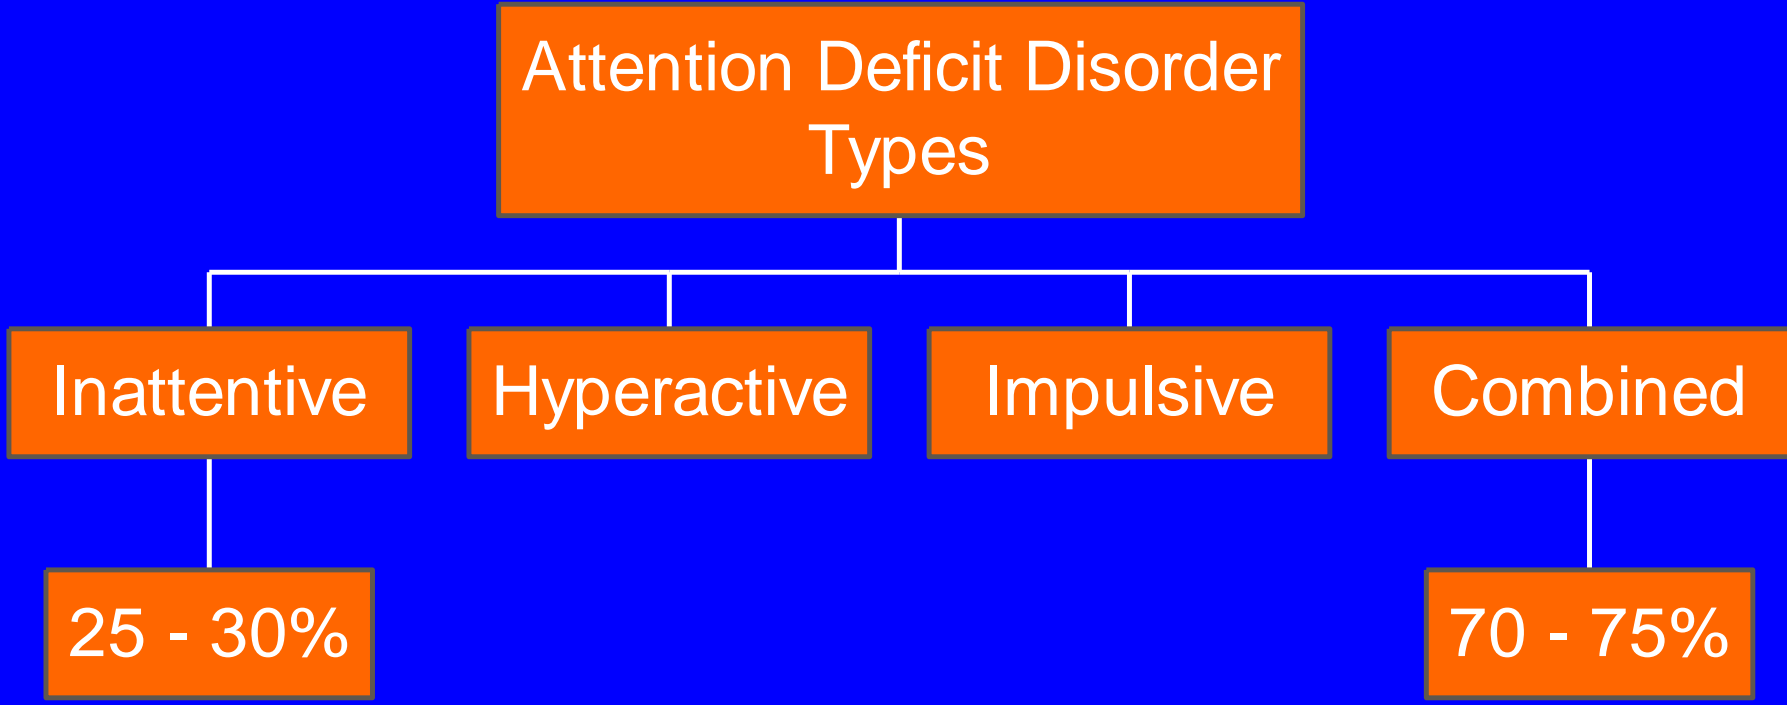 Attention Deficit Disorder
Types
Inattentive
Hyperactive
Impulsive
Combined
25 - 30%
70 - 75%